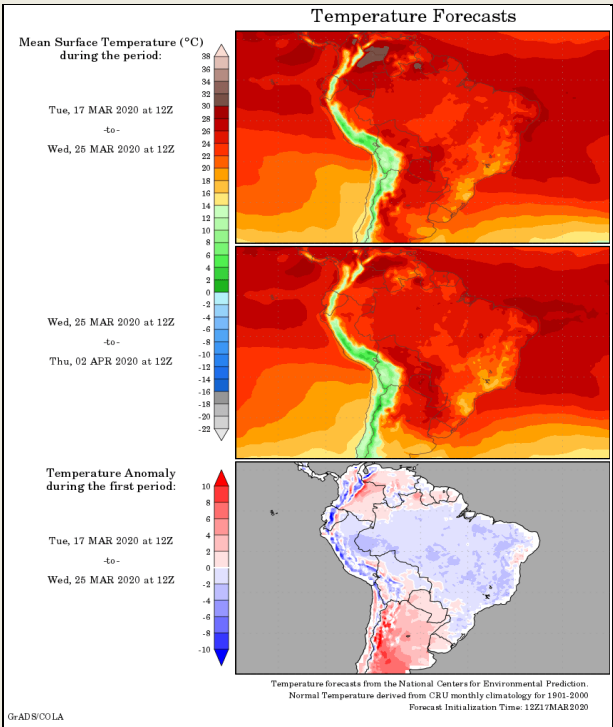 Temperature Forecasts
Mean Surface Temperature (°C)
during the period:
Tue, 17 MAR 2020 at 12Z
-to-
Wed, 25 MAR 2020 at 12Z
38
36
34
32
30
28
26
24
22
20
18
16
14
12
10
8
6
4
2
0
-2
-4
-6
-8
-10
-12
-14
-16
-18
-20
-22
Wed, 25 MAR 2020 at 12Z
-to-
Thu, 02 APR 2020 at 12Z
Temperature Anomaly
during the first period:
Tue, 17 MAR 2020 at 12Z
-to-
Wed, 25 MAR 2020 at 12Z
10
8
6
4
2
0
-2
-4
-6
-8
-10
Temperature forecasts from the National Centers for Environmental Prediction.
Normal Temperature derived from CRU monthly climatology for 1901-2000
Forecast Initialization Time: 12Z17MAR2020
GrADS/COLA